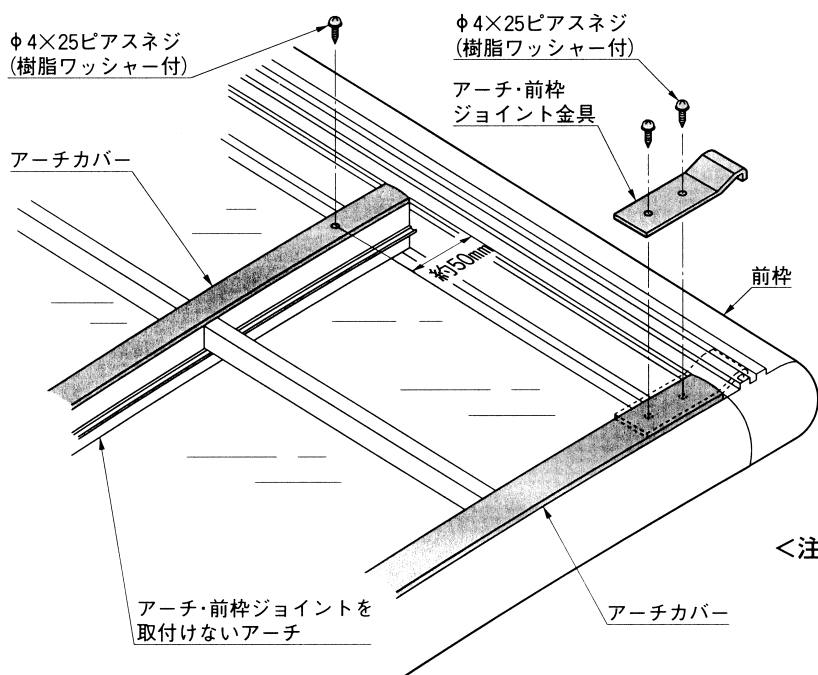 φ4×25ピアスネジ
(樹脂ワッシャー付)
φ4×25ピアスネジ
(樹脂ワッシャー付)
アーチ・前枠
ジョイント金具
アーチカバー
約50mm
前枠
<注
アーチ・前枠ジョイントを
取付けないアーチ
アーチカバー